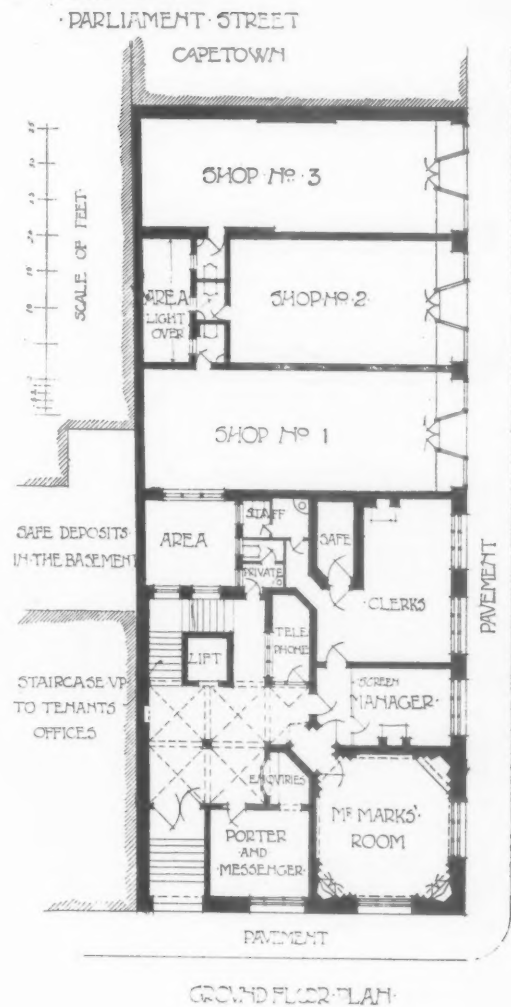 · PARLIAMENT · STREET
CAPETOWN
SCALE OF FEET·
SHOP · Nº · 3
AREA
LIGHT
OVER
SHOP Nº · 2 ·
SHOP Nº 1
SAFE DEPOSITS
IN · THE BASEMENT
AREA
STAFF
SAFE
PRIVATE
CLERKS
PAVEMENT
TELE
PHONE
LIFT
SCREEN
MANAGER ·
STAIRCASE UP
TO TENANTS
OFFICES
ENQUIRIES
MR MARKS'
ROOM
PORTER
· AND ·
MESSENGER ·
PAVEMENT
GROUND FLOOR · PLAN ·